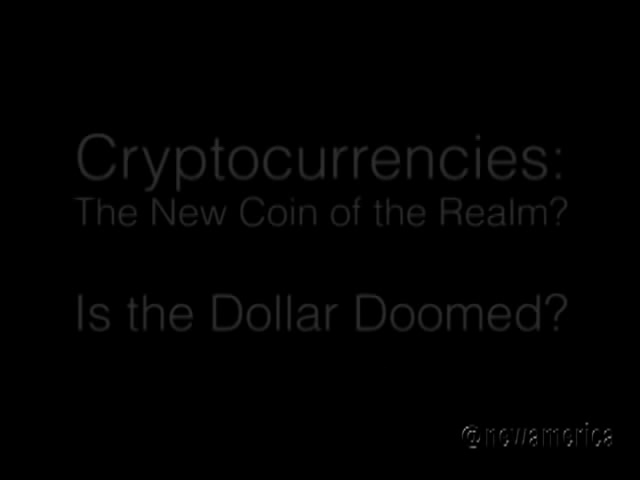 Cryptocurrencies:
The New Coin of the Realm?
Is the Dollar Doomed?
@newamerica